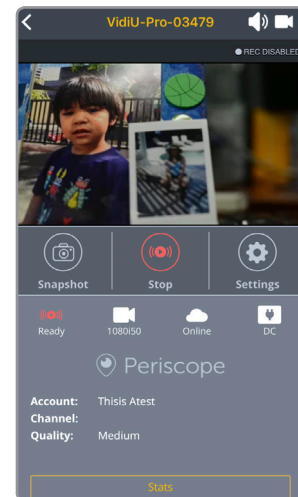 VidiU-Pro-03479
REC DISABLED
Snapshot Stop Settings
Ready 1080i50 Online DC
Periscope
Account: Thisis Atest
Channel:
Quality: Medium
Stats